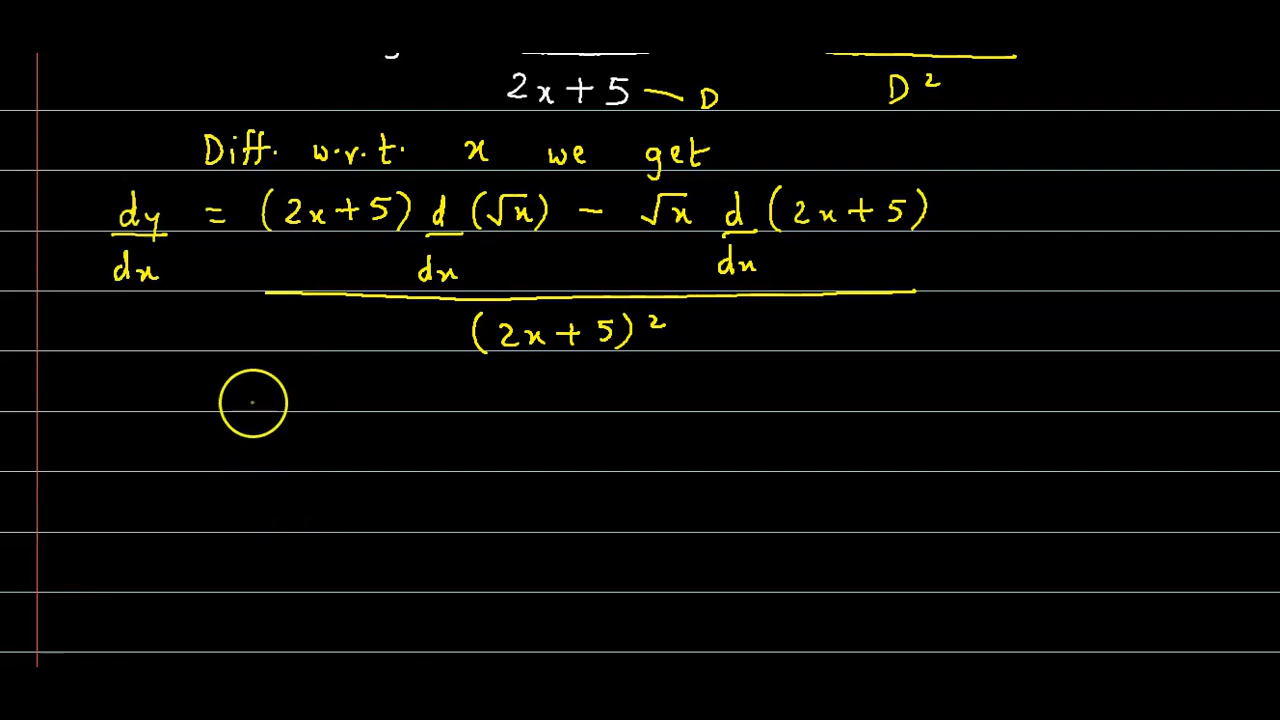 2x+5 — D D²
Diff. w.r.t. x we get
dy/dx = (2x+5) d/dx (√x) - √x d/dx (2x+5)
(2x+5)²